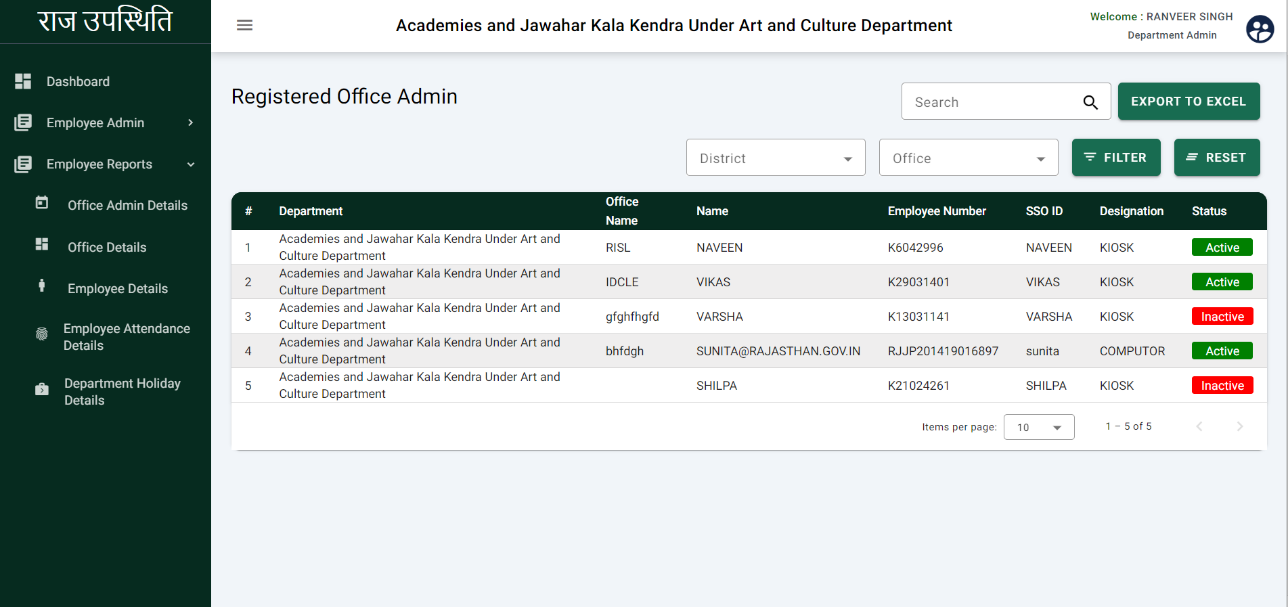 राज उपस्थिति
Academies and Jawahar Kala Kendra Under Art and Culture Department
Welcome : RANVEER SINGH
Department Admin
Dashboard
Employee Admin
Employee Reports
Office Admin Details
Office Details
Employee Details
Employee Attendance
Details
Department Holiday
Details
Registered Office Admin
Search
EXPORT TO EXCEL
District
Office
FILTER
RESET
# Department Office Name Name Employee Number SSO ID Designation Status
1 Academies and Jawahar Kala Kendra Under Art and Culture Department RISL NAVEEN K6042996 NAVEEN KIOSK Active
2 Academies and Jawahar Kala Kendra Under Art and Culture Department IDCLE VIKAS K29031401 VIKAS KIOSK Active
3 Academies and Jawahar Kala Kendra Under Art and Culture Department gfghfhgfd VARSHA K13031141 VARSHA KIOSK Inactive
4 Academies and Jawahar Kala Kendra Under Art and Culture Department bhfdgh SUNITA@RAJASTHAN.GOV.IN RJJP201419016897 sunita COMPUTOR Active
5 Academies and Jawahar Kala Kendra Under Art and Culture Department SHILPA K21024261 SHILPA KIOSK Inactive
Items per page: 10 1 – 5 of 5